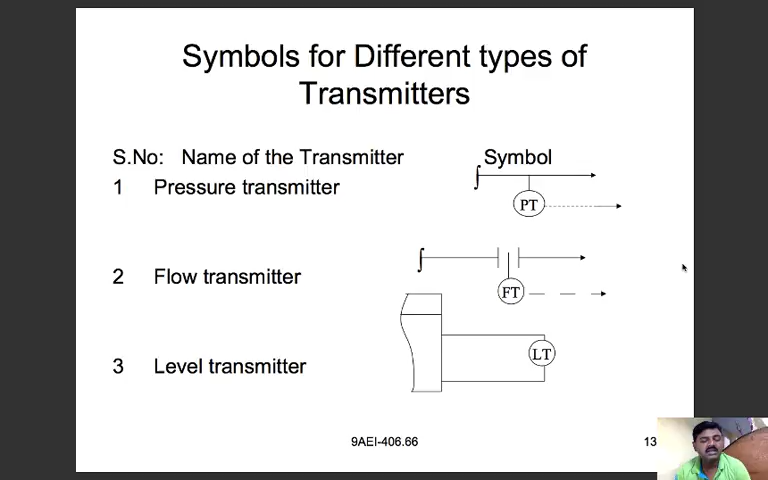 Symbols for Different types of
Transmitters
S.No: Name of the Transmitter Symbol
1 Pressure transmitter
PT
2 Flow transmitter
FT
3 Level transmitter
LT
9AEI-406.66
13